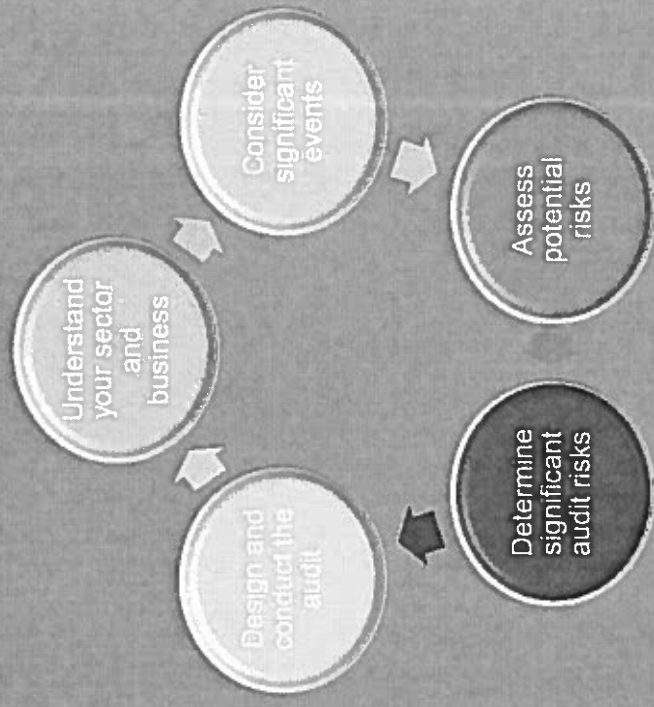 Understand
your sector
and
business
Consider
significant
events
Assess
potential
risks
Determine
significant
audit risks
Design and
conduct the
audit